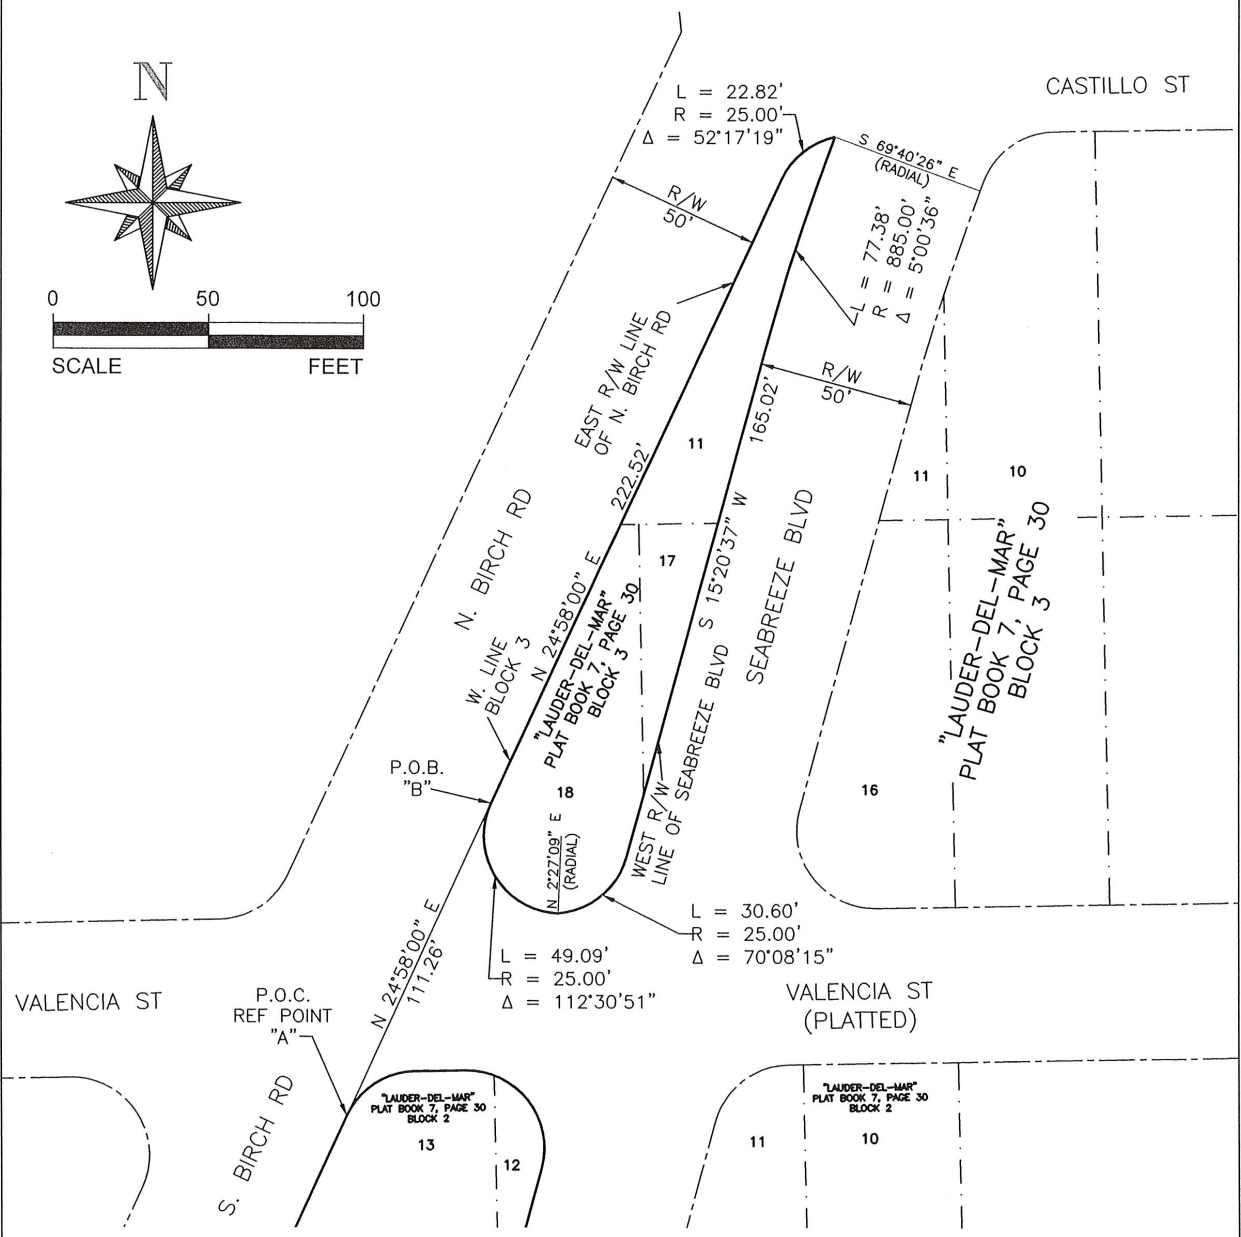 N
0 50 100
SCALE FEET
CASTILLO ST
L = 22.82'
R = 25.00'
Δ = 52°17'19"
S 69°40'26" E
(RADIAL)
R/W
50'
L = 77.38'
R = 885.00'
Δ = 5°00'36"
EAST R/W LINE
OF N. BIRCH RD
R/W
50'
165.02'
11
222.52'
11
10
N. BIRCH RD
17
S 15°20'37" W
SEABREEZE BLVD
"LAUDER-DEL-MAR"
PLAT BOOK 7, PAGE 30
BLOCK 3
N 24°58'00" E
W. LINE
BLOCK 3
"LAUDER-DEL-MAR"
PLAT BOOK 7, PAGE 30
BLOCK 3
P.O.B.
"B"
18
16
WEST R/W
LINE OF SEABREEZE BLVD
N 2°27'09" E
(RADIAL)
L = 30.60'
R = 25.00'
Δ = 70°08'15"
N 24°58'00" E
111.26'
L = 49.09'
R = 25.00'
Δ = 112°30'51"
VALENCIA ST
P.O.C.
REF POINT
"A"
VALENCIA ST
(PLATTED)
S. BIRCH RD
"LAUDER-DEL-MAR"
PLAT BOOK 7, PAGE 30
BLOCK 2
13
12
"LAUDER-DEL-MAR"
PLAT BOOK 7, PAGE 30
BLOCK 2
11
10